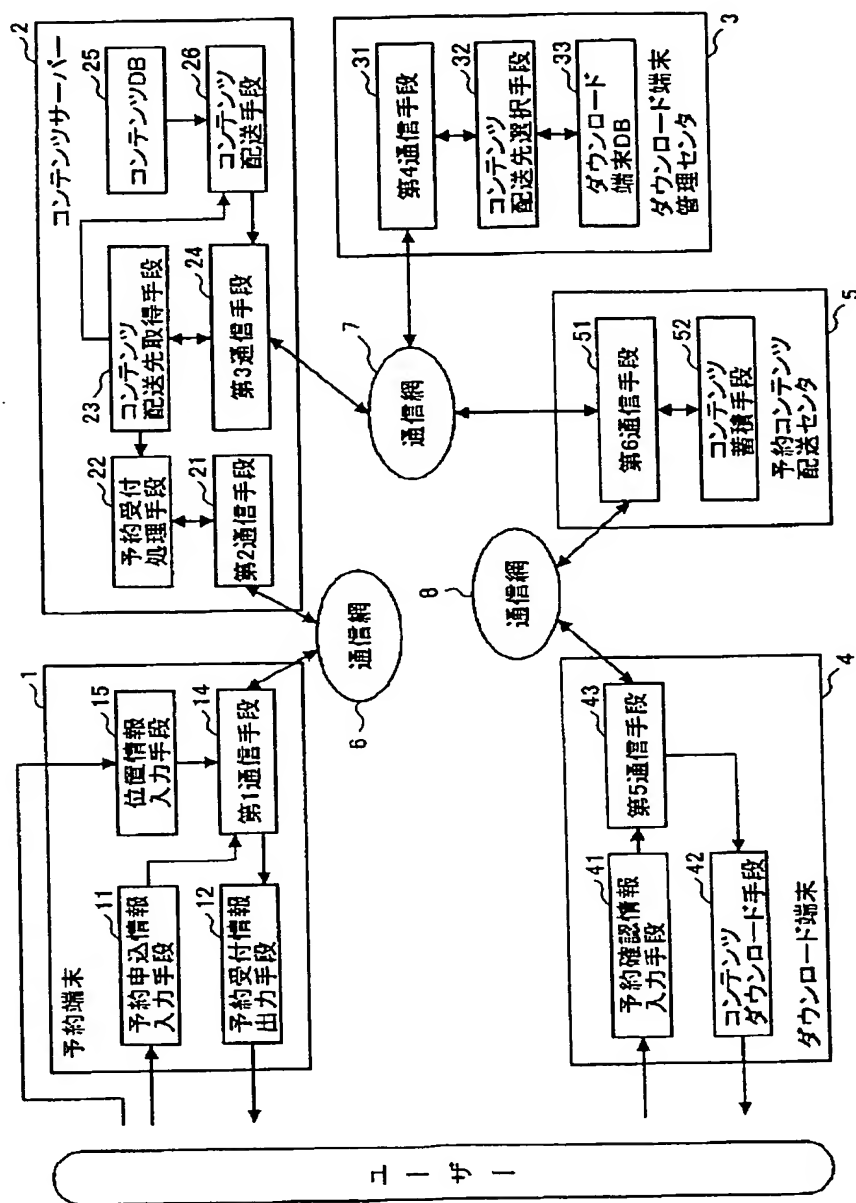 ユーザー
予約端末
1
11
予約申込情報
入力手段
12
予約受付情報
出力手段
15
位置情報
入力手段
14
第1通信手段
通信網
6
コンテンツサーバー
2
22
予約受付
処理手段
21
第2通信手段
23
コンテンツ
配送先取得手段
24
第3通信手段
25
コンテンツDB
26
コンテンツ
配送手段
7
通信網
3
31
第4通信手段
32
コンテンツ
配送先選択手段
33
ダウンロード
端末DB
ダウンロード端末
管理センタ
4
41
予約確認情報
入力手段
42
コンテンツ
ダウンロード手段
43
第5通信手段
ダウンロード端末
8
通信網
5
51
第6通信手段
52
コンテンツ
蓄積手段
予約コンテンツ
配送センタ